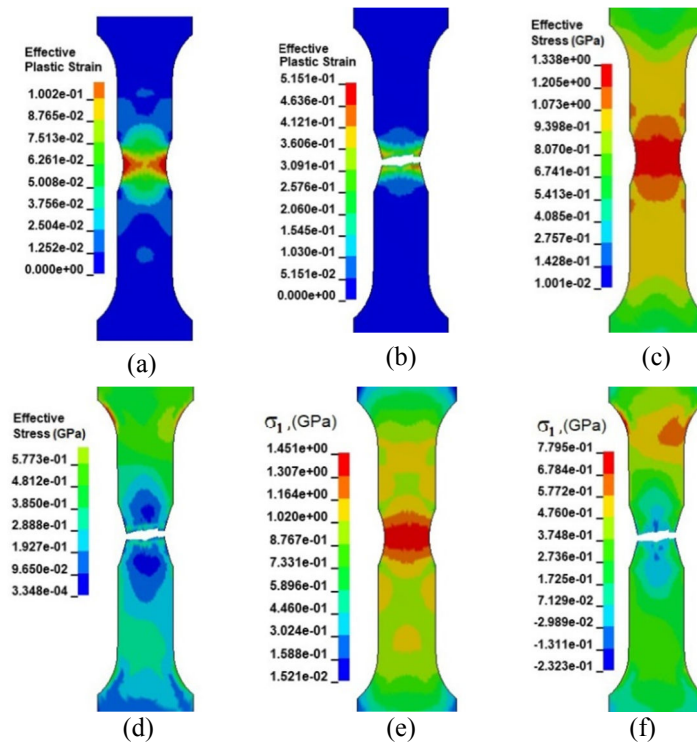 Effective
Plastic Strain
1.002e-01
8.765e-02
7.513e-02
6.261e-02
5.008e-02
3.756e-02
2.504e-02
1.252e-02
0.000e+00
(a)
Effective
Plastic Strain
5.151e-01
4.636e-01
4.121e-01
3.606e-01
3.091e-01
2.576e-01
2.060e-01
1.545e-01
1.030e-01
5.151e-02
0.000e+00
(b)
Effective
Stress (GPa)
1.338e+00
1.205e+00
1.073e+00
9.398e-01
8.070e-01
6.741e-01
5.413e-01
4.085e-01
2.757e-01
1.428e-01
1.001e-02
(c)
Effective
Stress (GPa)
5.773e-01
4.812e-01
3.850e-01
2.888e-01
1.927e-01
9.650e-02
3.348e-04
(d)
σ1 ,(GPa)
1.451e+00
1.307e+00
1.164e+00
1.020e+00
8.767e-01
7.331e-01
5.896e-01
4.460e-01
3.024e-01
1.588e-01
1.521e-02
(e)
σ1 ,(GPa)
7.795e-01
6.784e-01
5.772e-01
4.760e-01
3.748e-01
2.736e-01
1.725e-01
7.129e-02
-2.989e-02
-1.311e-01
-2.323e-01
(f)